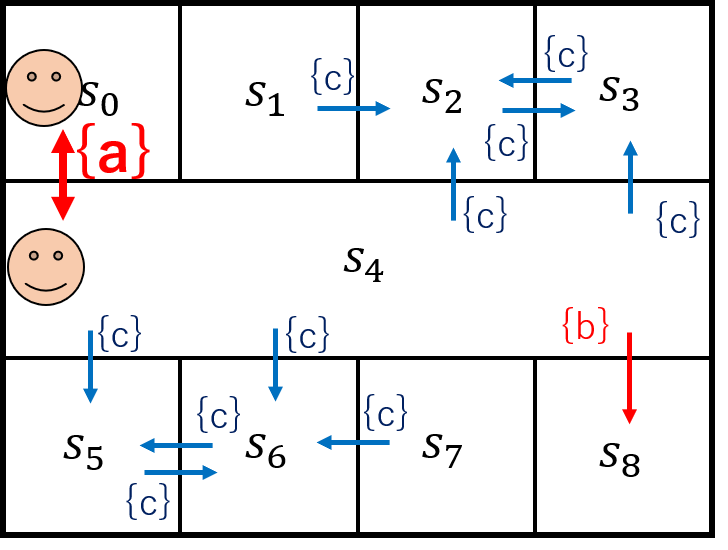 s0 s1 {c} s2 {c} s3
{a} {c}
{c} {c}
s4
{c} {c} {b}
{c} {c}
s5 s6 s7 s8
{c}